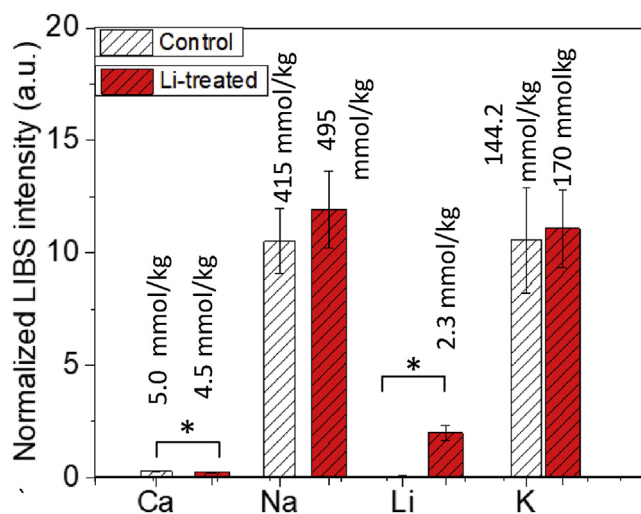 Normalized LIBS intensity (a.u.)
20
15
10
5
0
Control
Li-treated
5.0 mmol/kg
4.5 mmol/kg
*
415 mmol/kg
495
mmol/kg
*
2.3 mmol/kg
144.2
mmol/kg
170 mmolkg
Ca
Na
Li
K